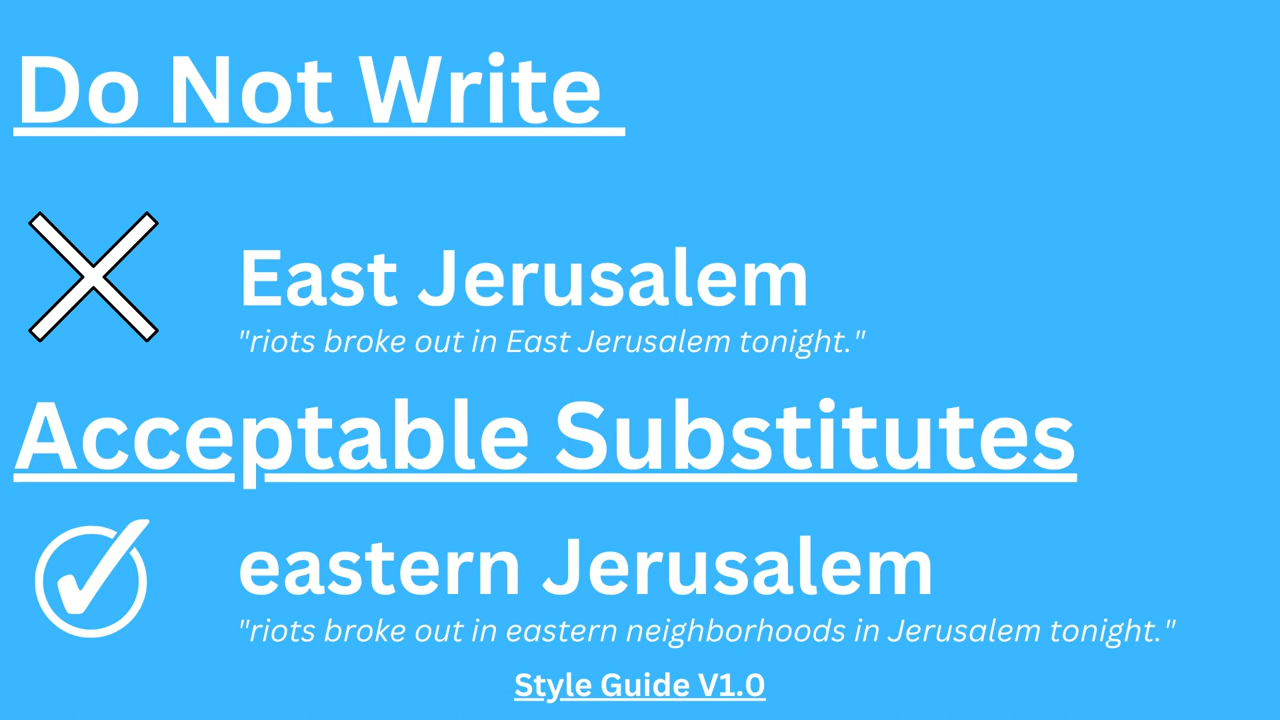 Do Not Write
East Jerusalem
"riots broke out in East Jerusalem tonight."
Acceptable Substitutes
eastern Jerusalem
"riots broke out in eastern neighborhoods in Jerusalem tonight."
Style Guide V1.0